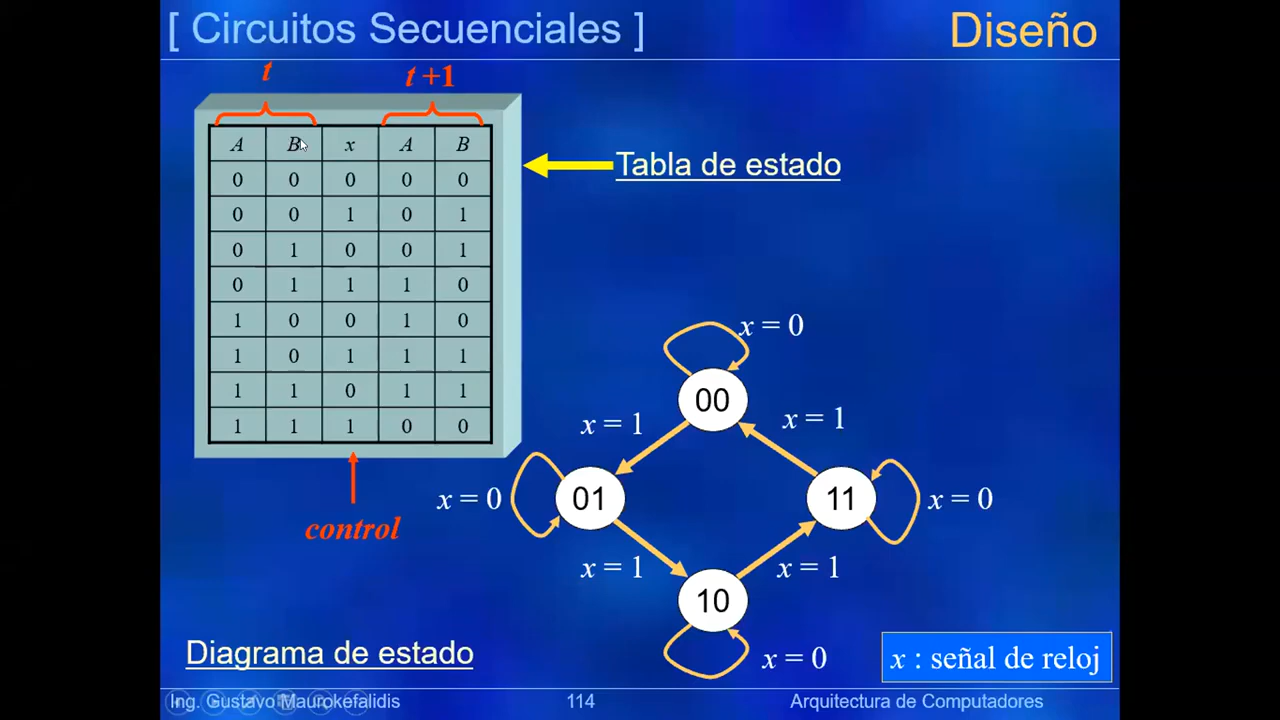 [ Circuitos Secuenciales ]
Diseño
t
t +1
A B x A B
0 0 0 0 0
0 0 1 0 1
0 1 0 0 1
0 1 1 1 0
1 0 0 1 0
1 0 1 1 1
1 1 0 1 1
1 1 1 0 0
control
Tabla de estado
x = 0
00
x = 1
x = 1
x = 0
01
11
x = 0
x = 1
x = 1
10
x = 0
Diagrama de estado
x : señal de reloj
Ing. Gustavo Maurokefalidis
114
Arquitectura de Computadores